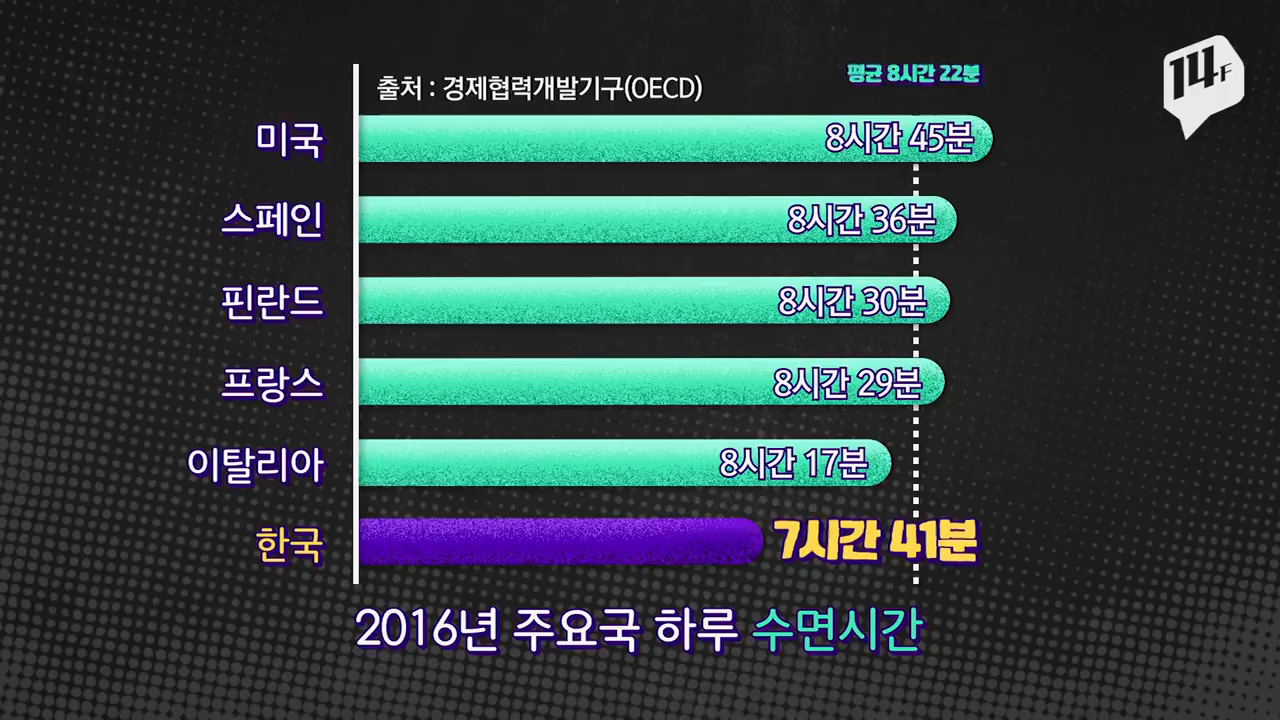 출처 : 경제협력개발기구(OECD)
평균 8시간 22분
14F
미국 8시간 45분
스페인 8시간 36분
핀란드 8시간 30분
프랑스 8시간 29분
이탈리아 8시간 17분
한국 7시간 41분
2016년 주요국 하루 수면시간